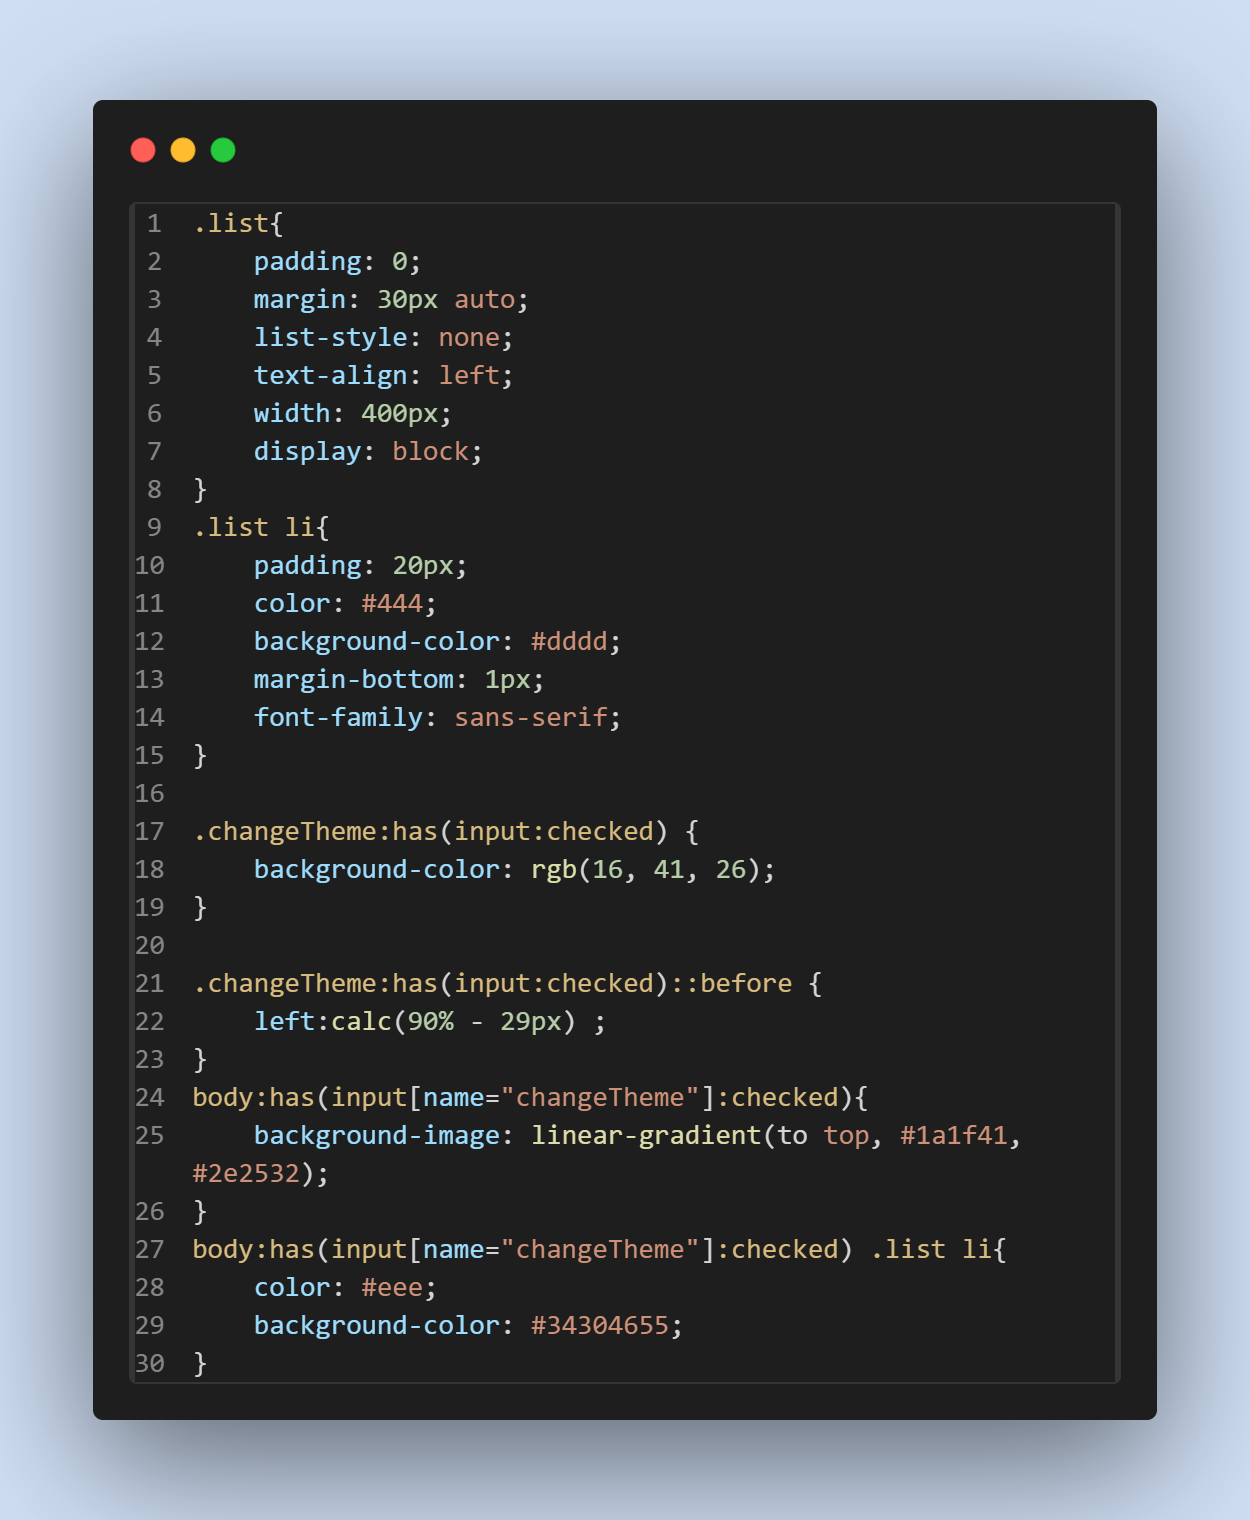 1 .list{
2     padding: 0;
3     margin: 30px auto;
4     list-style: none;
5     text-align: left;
6     width: 400px;
7     display: block;
8 }
9 .list li{
10     padding: 20px;
11     color: #444;
12     background-color: #dddd;
13     margin-bottom: 1px;
14     font-family: sans-serif;
15 }
16
17 .changeTheme:has(input:checked) {
18     background-color: rgb(16, 41, 26);
19 }
20
21 .changeTheme:has(input:checked)::before {
22     left:calc(90% - 29px) ;
23 }
24 body:has(input[name="changeTheme"]:checked){
25     background-image: linear-gradient(to top, #1a1f41,
#2e2532);
26 }
27 body:has(input[name="changeTheme"]:checked) .list li{
28     color: #eee;
29     background-color: #34304655;
30 }